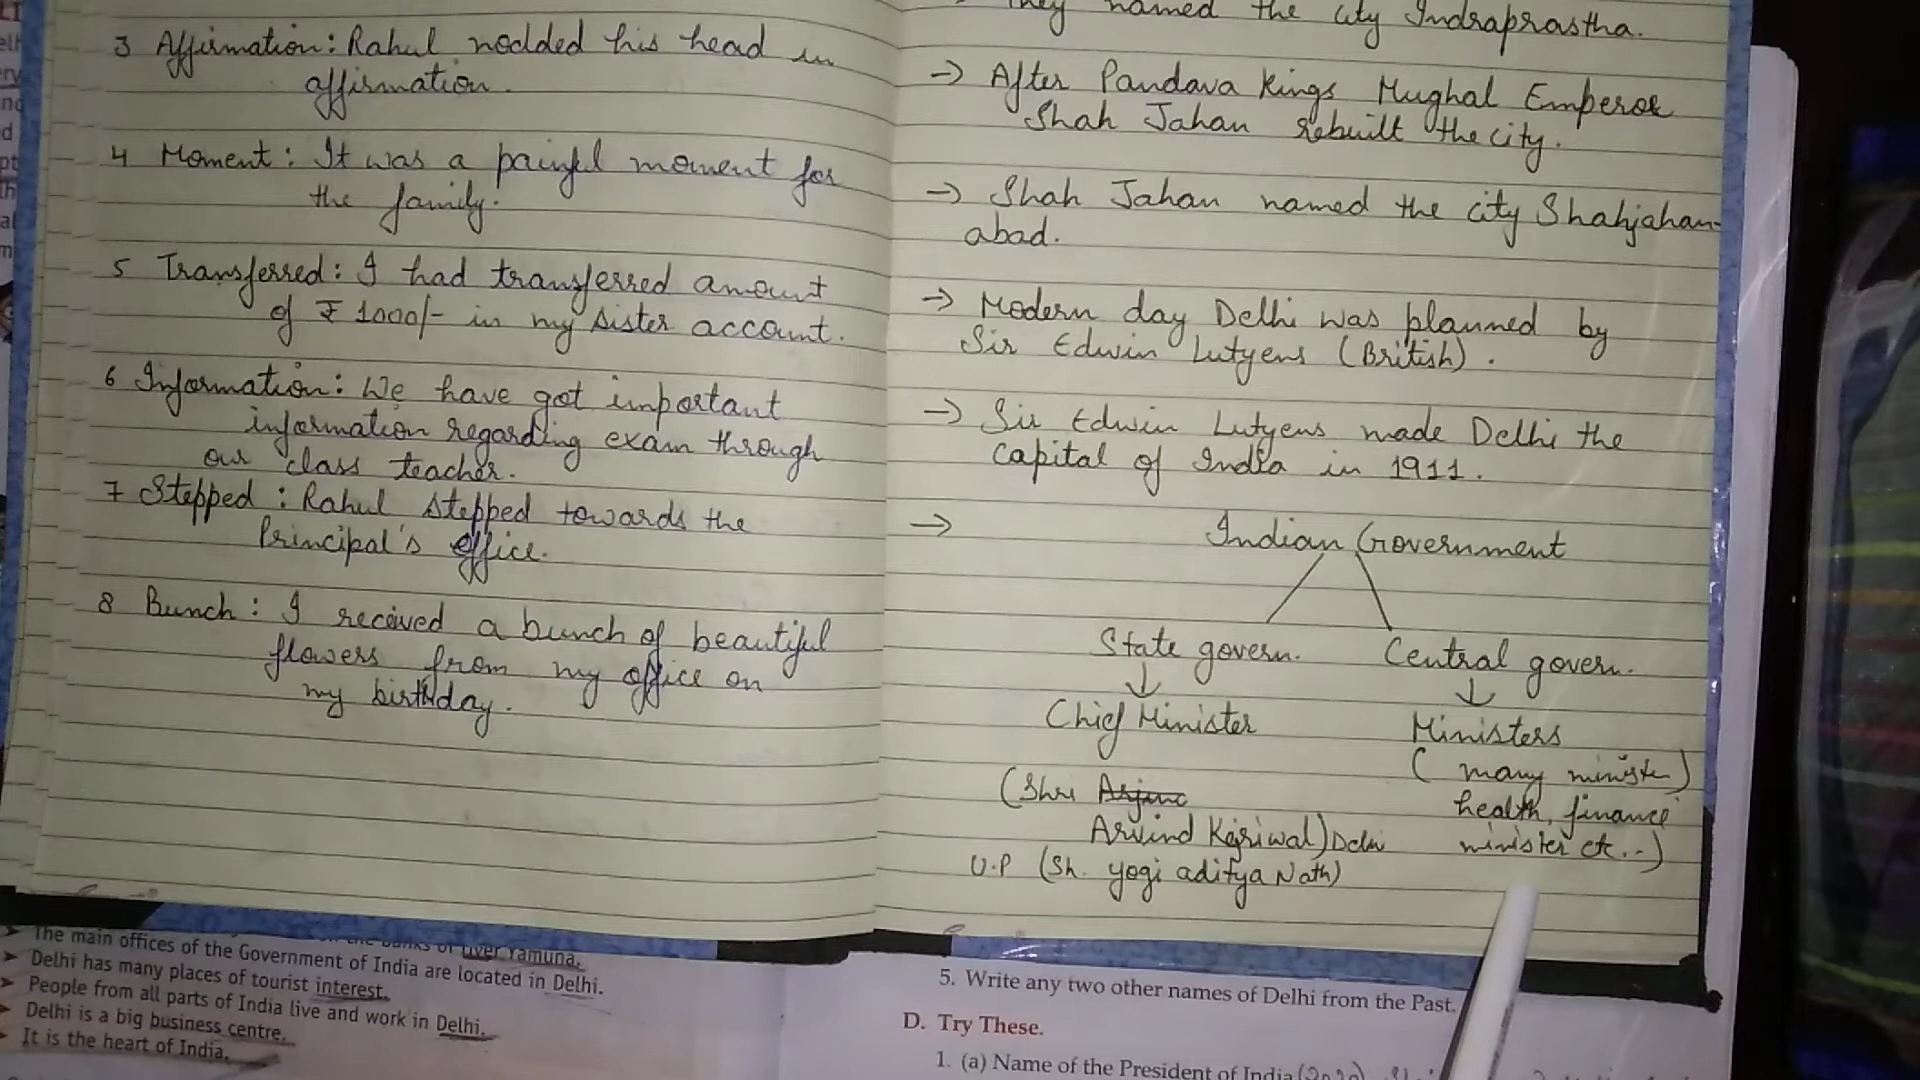 3 Affirmation: Rahul nodded his head in
affirmation.
4 Moment: It was a painful moment for
the family.
5 Transferred: I had transferred amount
of ₹ 1000/- in my sister account.
6 Information: We have got important
information regarding exam through
our class teacher.
7 Stepped: Rahul stepped towards the
Principal's office.
8 Bunch: I received a bunch of beautiful
flowers from my office on
my birthday.
They named the city Indraprastha.
→ After Pandava Kings Mughal Emperor
Shah Jahan rebuilt the city.
→ Shah Jahan named the city Shahjahan-
abad.
→ Modern day Delhi was planned by
Sir Edwin Lutyens (British).
→ Sir Edwin Lutyens made Delhi the
capital of India in 1911.
→ Indian Government
State govern. Central govern.
↓ ↓
Chief Minister Ministers
(many minister)
(Shri Arjinc health, finance
Arvind Kejriwal) Delhi minister etc...)
U.P (Sh. yogi aditya Nath)
the banks of River Yamuna.
➤ The main offices of the Government of India are located in Delhi.
➤ Delhi has many places of tourist interest.
➤ People from all parts of India live and work in Delhi.
➤ Delhi is a big business centre.
➤ It is the heart of India.
5. Write any two other names of Delhi from the Past.
D. Try These.
1. (a) Name of the President of India (2020)